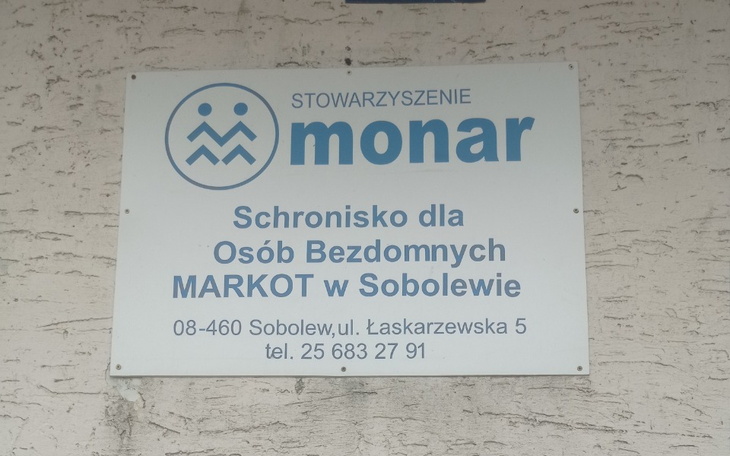 STOWARZYSZENIE
monar
Schronisko dla
Osób Bezdomnych
MARKOT w Sobolewie
08-460 Sobolew,ul. Łaskarzewska 5
tel. 25 683 27 91